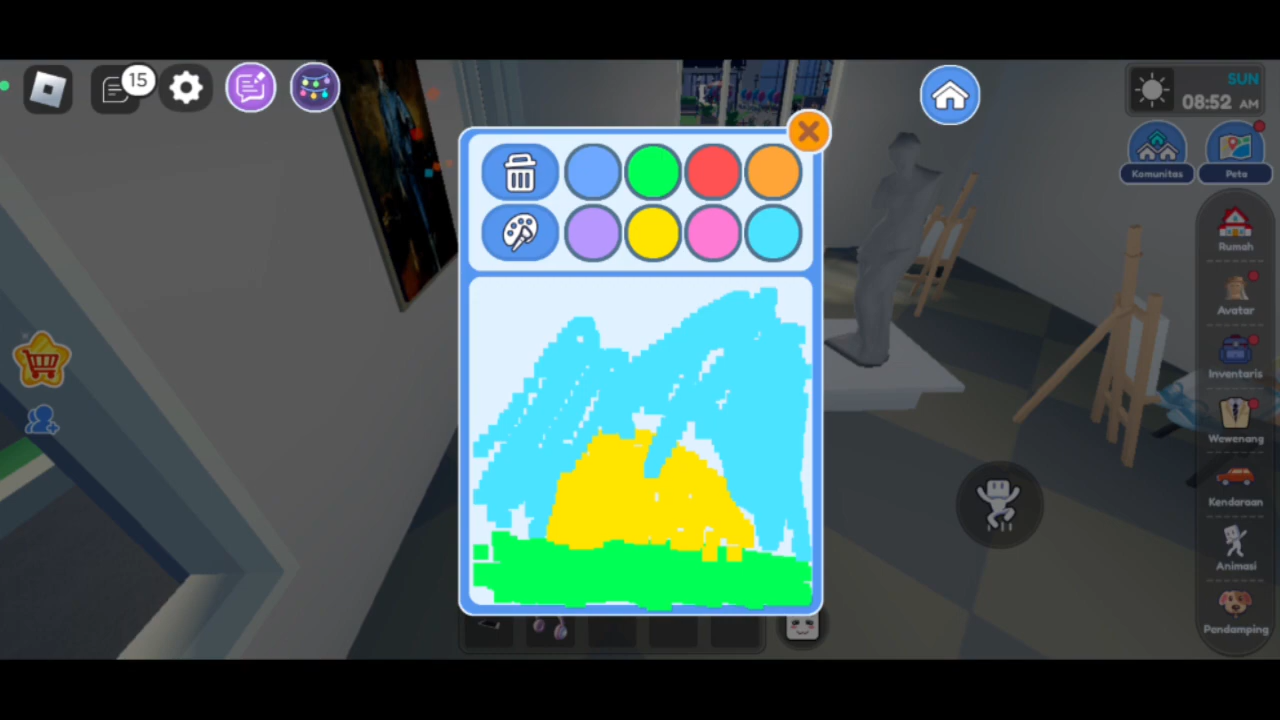 15
SUN
08:52 AM
Komunitas
Peta
Rumah
Avatar
Inventaris
Wewenang
Kendaraan
Animasi
Pendamping